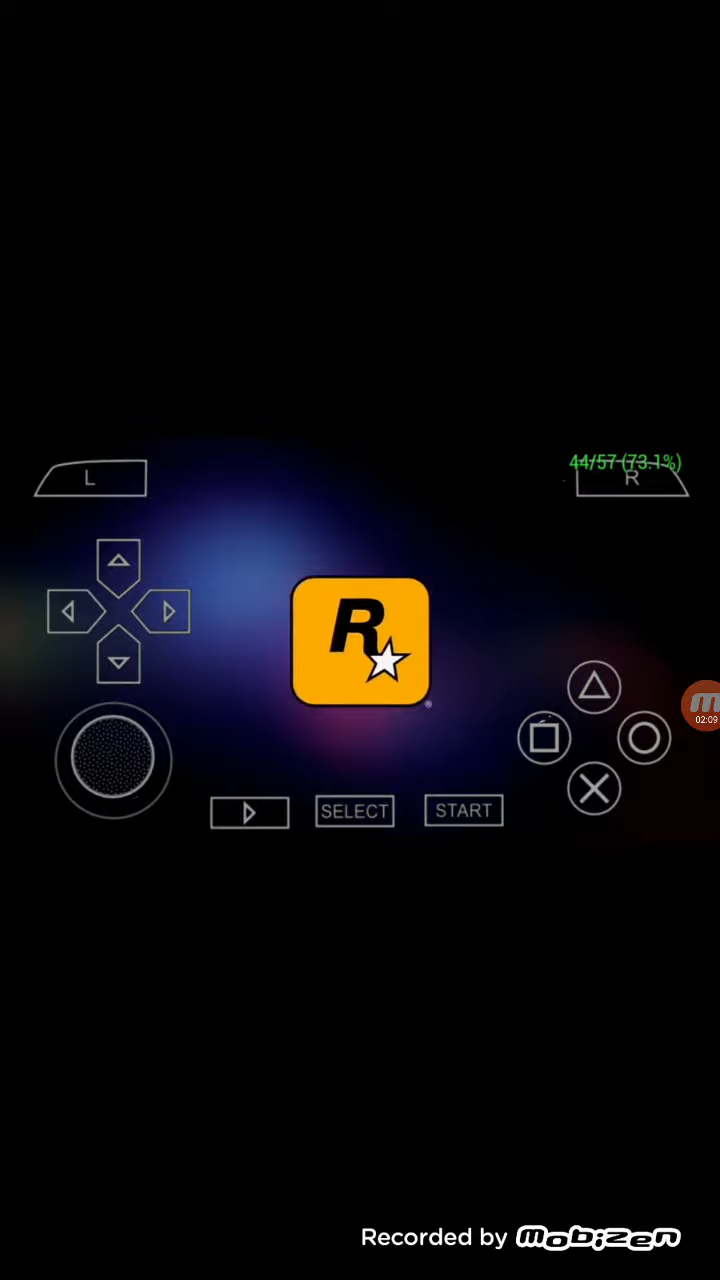 44/57 (73.1%)
L
R
R
02:09
SELECT
START
Recorded by mobizen